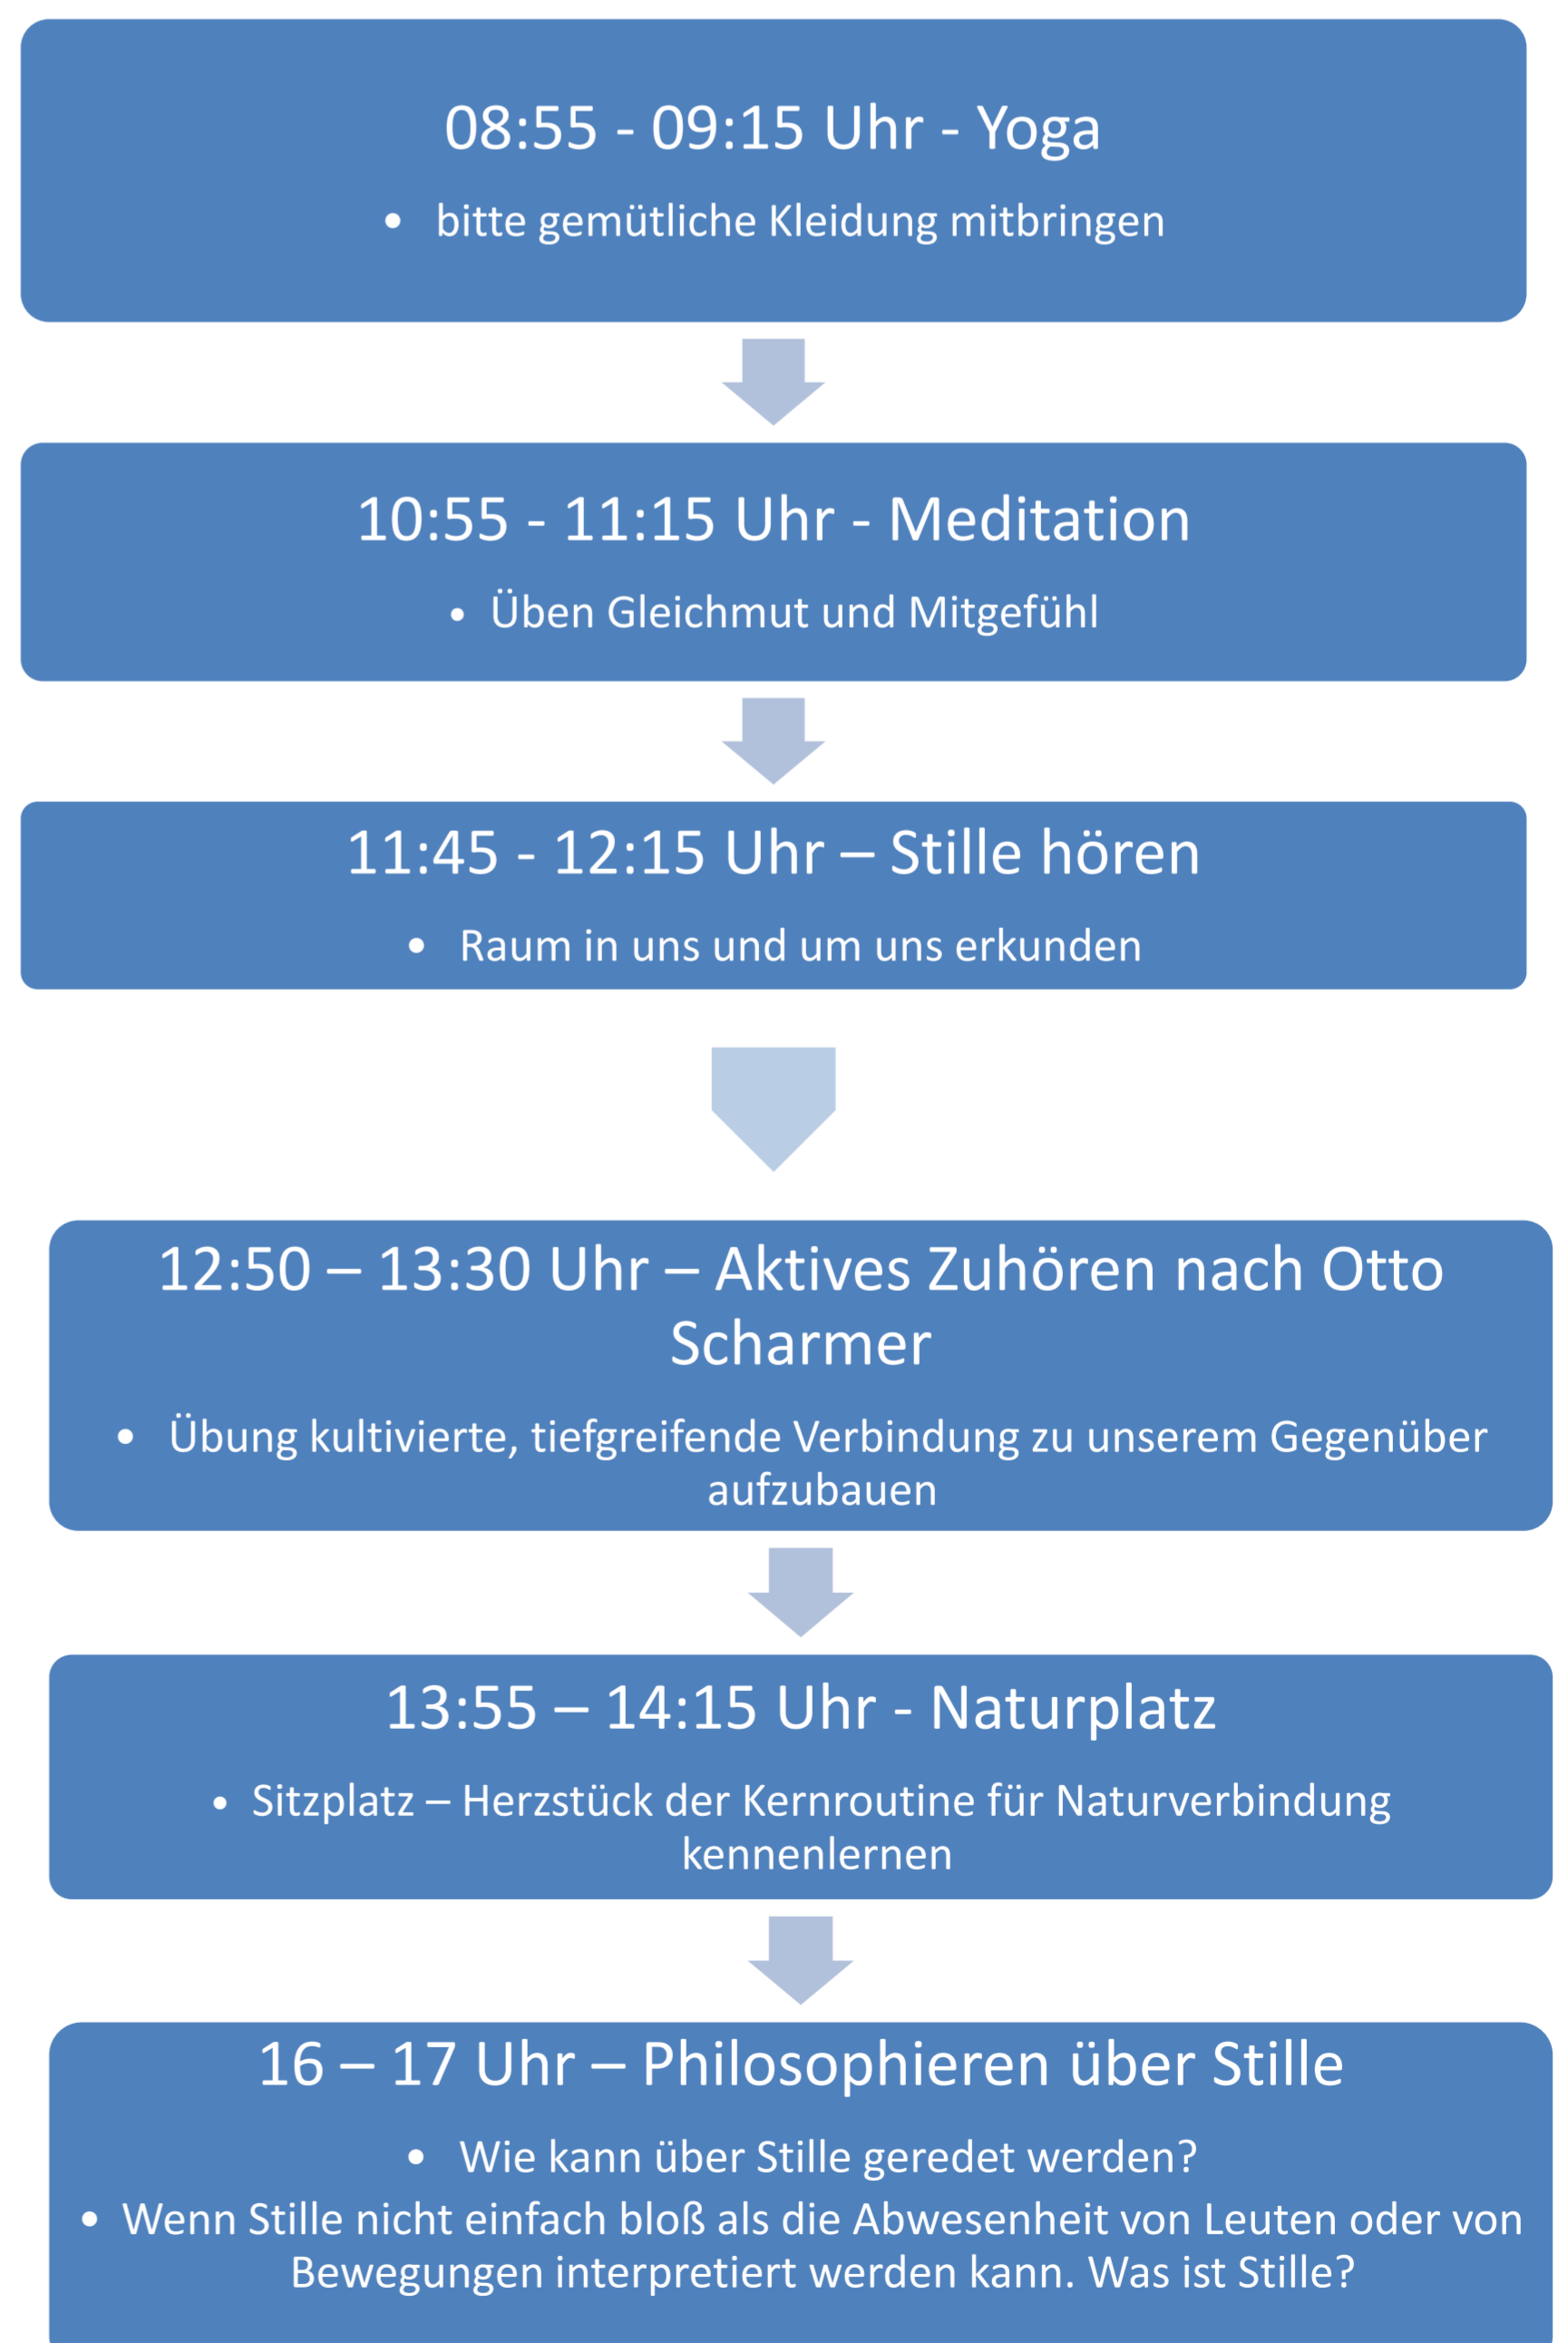 08:55 - 09:15 Uhr - Yoga
• bitte gemütliche Kleidung mitbringen
10:55 - 11:15 Uhr - Meditation
• Üben Gleichmut und Mitgefühl
11:45 - 12:15 Uhr – Stille hören
• Raum in uns und um uns erkunden
12:50 – 13:30 Uhr – Aktives Zuhören nach Otto
Scharmer
• Übung kultivierte, tiefgreifende Verbindung zu unserem Gegenüber
aufzubauen
13:55 – 14:15 Uhr - Naturplatz
• Sitzplatz – Herzstück der Kernroutine für Naturverbindung
kennenlernen
16 – 17 Uhr – Philosophieren über Stille
• Wie kann über Stille geredet werden?
• Wenn Stille nicht einfach bloß als die Abwesenheit von Leuten oder von
Bewegungen interpretiert werden kann. Was ist Stille?